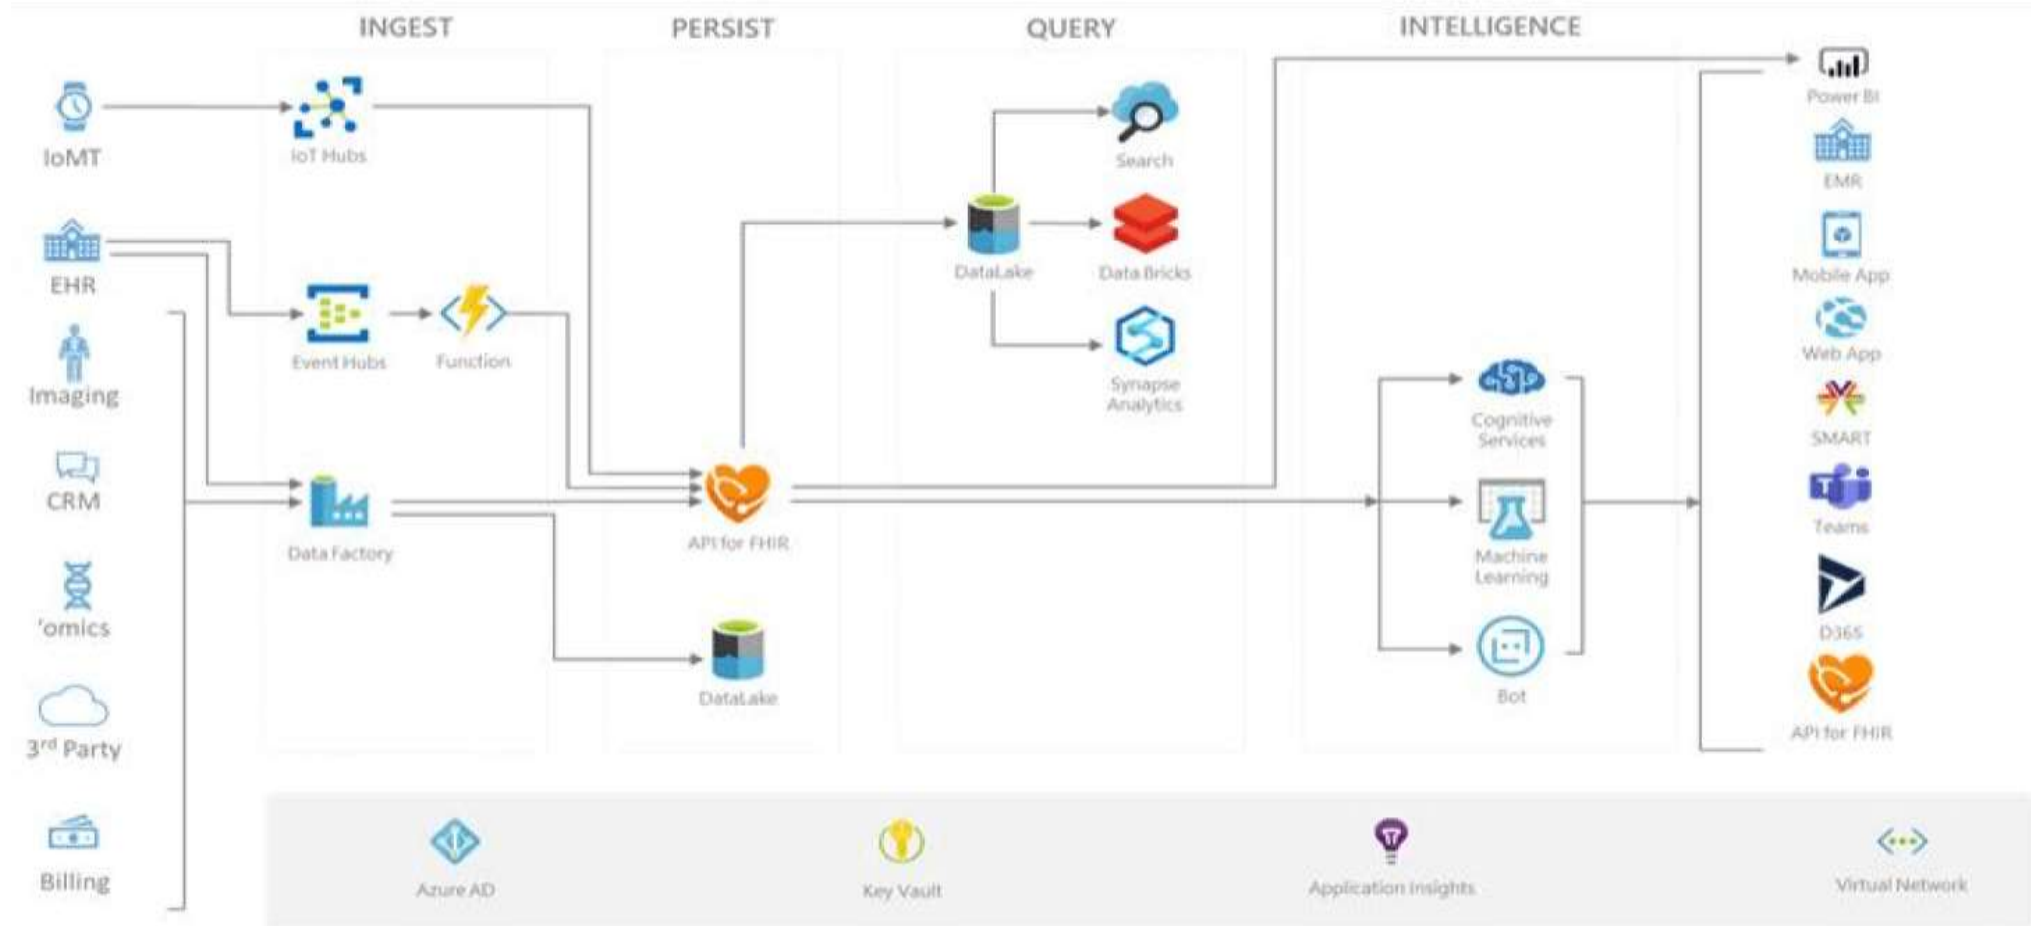 INGEST
PERSIST
QUERY
INTELLIGENCE
IoMT
EHR
Imaging
CRM
'omics
3rd Party
Billing
IoT Hubs
Event Hubs
Function
Data Factory
API for FHIR
DataLake
DataLake
Search
Data Bricks
Synapse
Analytics
Cognitive
Services
Machine
Learning
Bot
Power BI
EMR
Mobile App
Web App
SMART
T
Teams
D365
API for FHIR
Azure AD
Key Vault
Application Insights
Virtual Network